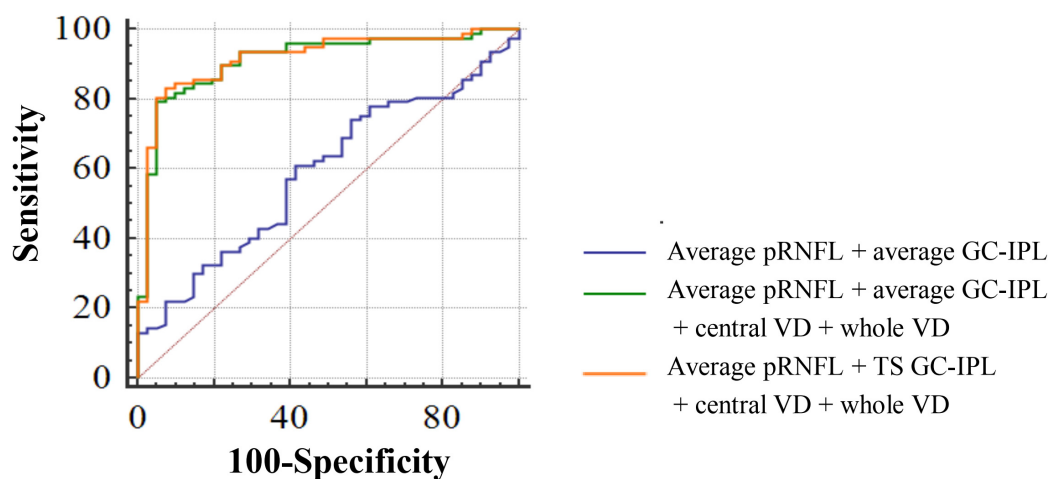 100
80
60
40
20
0
Sensitivity
0 40 80
100-Specificity
Average pRNFL + average GC-IPL
Average pRNFL + average GC-IPL
+ central VD + whole VD
Average pRNFL + TS GC-IPL
+ central VD + whole VD